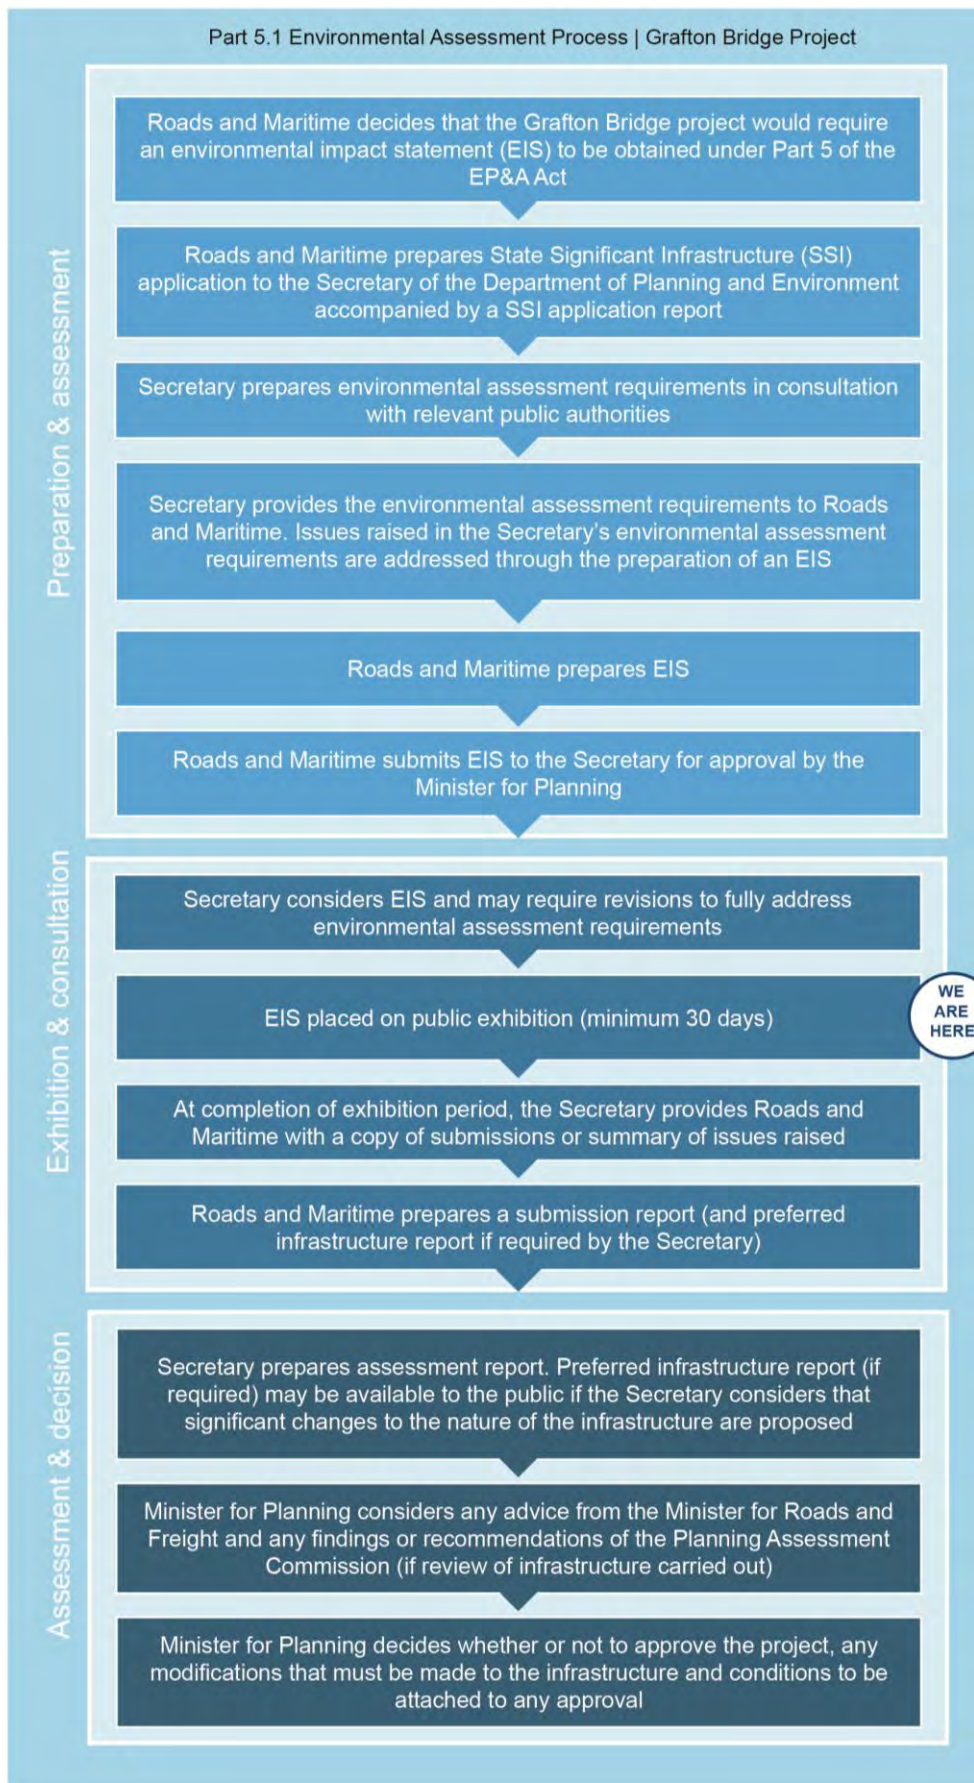 Part 5.1 Environmental Assessment Process | Grafton Bridge Project
Preparation & assessment
Roads and Maritime decides that the Grafton Bridge project would require
an environmental impact statement (EIS) to be obtained under Part 5 of the
EP&A Act
Roads and Maritime prepares State Significant Infrastructure (SSI)
application to the Secretary of the Department of Planning and Environment
accompanied by a SSI application report
Secretary prepares environmental assessment requirements in consultation
with relevant public authorities
Secretary provides the environmental assessment requirements to Roads
and Maritime. Issues raised in the Secretary's environmental assessment
requirements are addressed through the preparation of an EIS
Roads and Maritime prepares EIS
Roads and Maritime submits EIS to the Secretary for approval by the
Minister for Planning
Exhibition & consultation
Secretary considers EIS and may require revisions to fully address
environmental assessment requirements
EIS placed on public exhibition (minimum 30 days)
WE
ARE
HERE
At completion of exhibition period, the Secretary provides Roads and
Maritime with a copy of submissions or summary of issues raised
Roads and Maritime prepares a submission report (and preferred
infrastructure report if required by the Secretary)
Assessment & decision
Secretary prepares assessment report. Preferred infrastructure report (if
required) may be available to the public if the Secretary considers that
significant changes to the nature of the infrastructure are proposed
Minister for Planning considers any advice from the Minister for Roads and
Freight and any findings or recommendations of the Planning Assessment
Commission (if review of infrastructure carried out)
Minister for Planning decides whether or not to approve the project, any
modifications that must be made to the infrastructure and conditions to be
attached to any approval